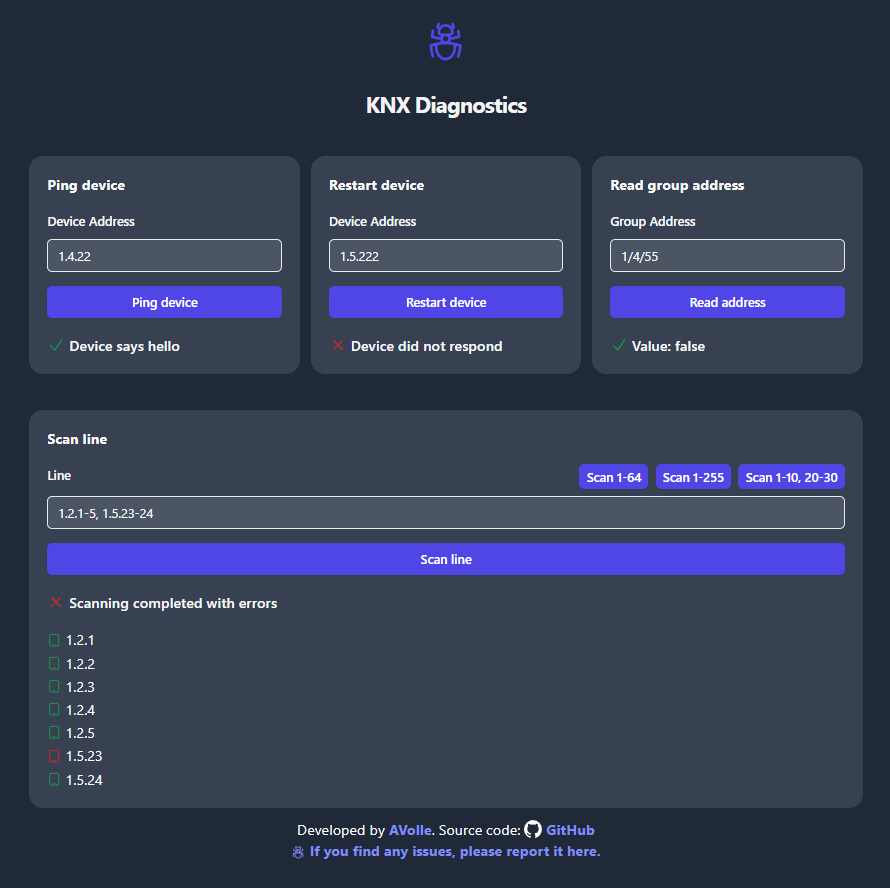 KNX Diagnostics
Ping device
Device Address
1.4.22
Ping device
Device says hello
Restart device
Device Address
1.5.222
Restart device
Device did not respond
Read group address
Group Address
1/4/55
Read address
Value: false
Scan line
Line
Scan 1-64
Scan 1-255
Scan 1-10, 20-30
1.2.1-5, 1.5.23-24
Scan line
Scanning completed with errors
1.2.1
1.2.2
1.2.3
1.2.4
1.2.5
1.5.23
1.5.24
Developed by AVolle. Source code: GitHub
If you find any issues, please report it here.